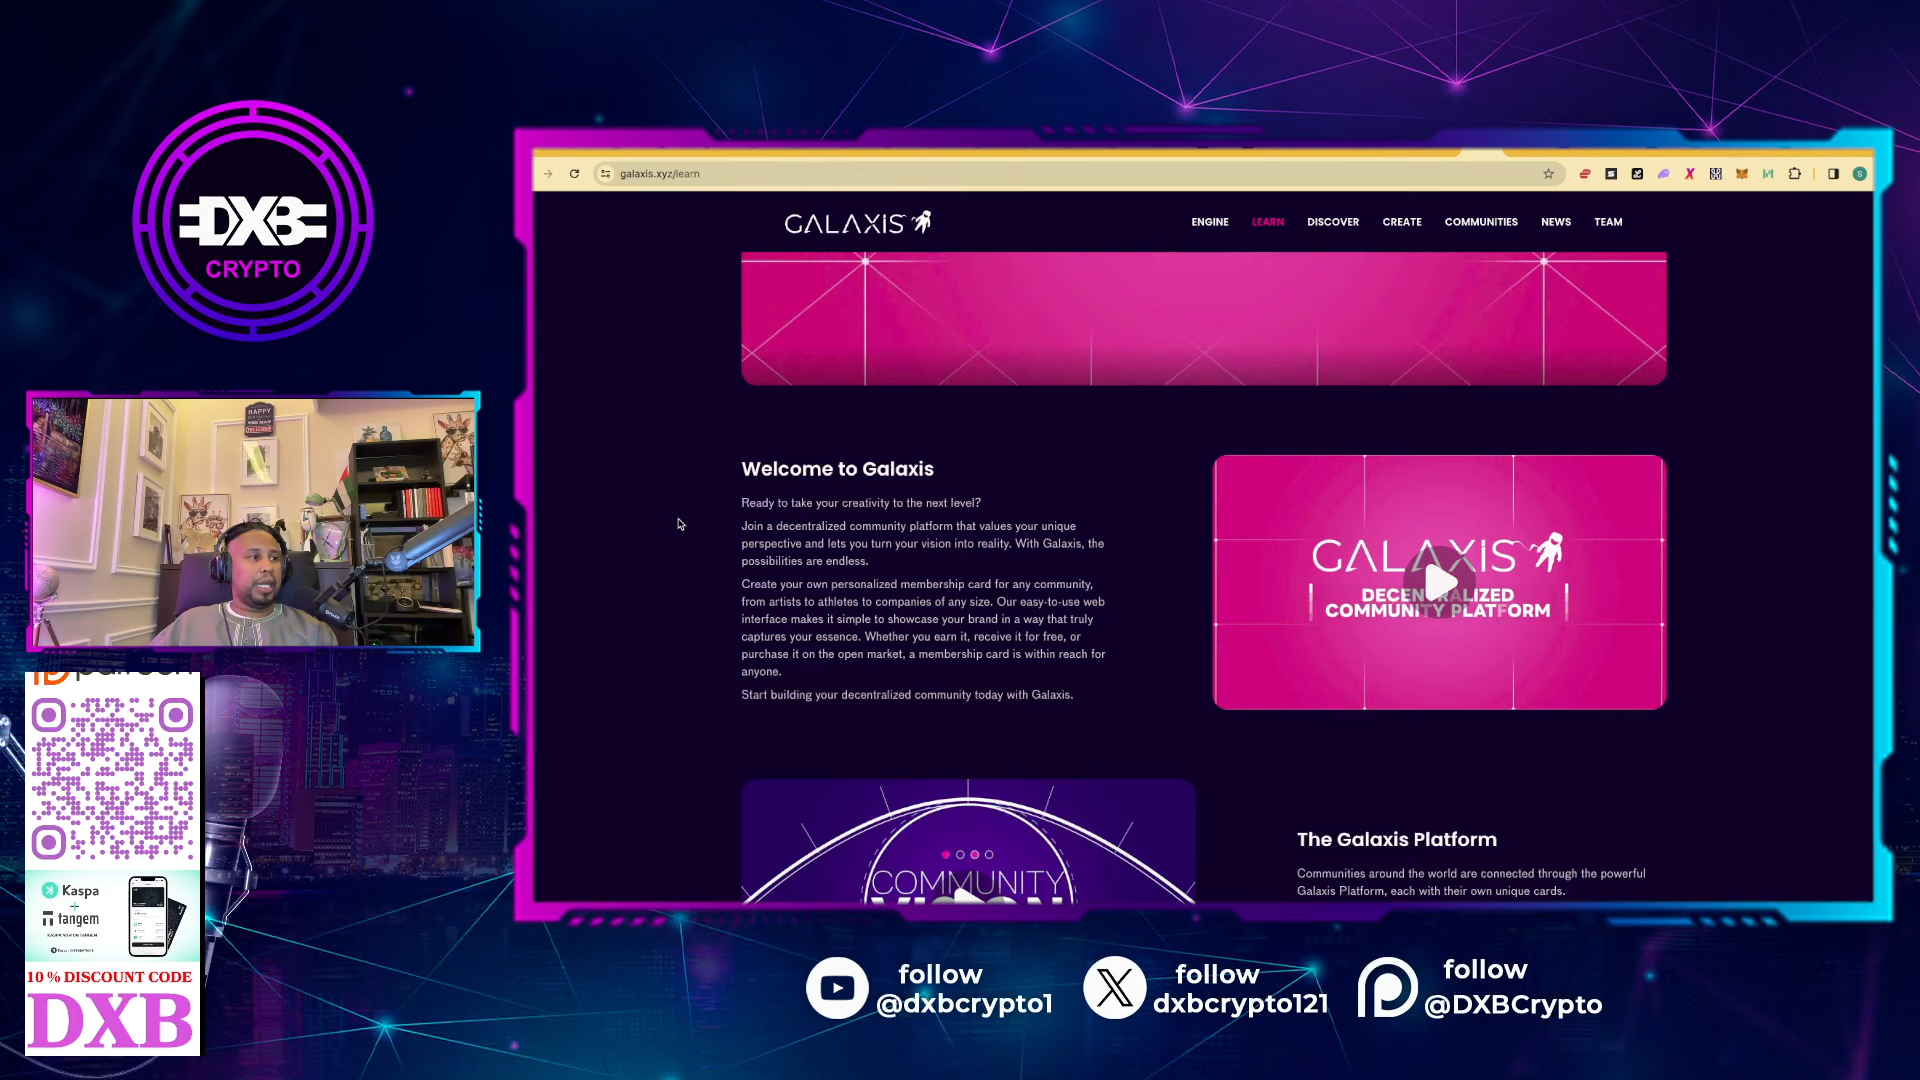 DXB
CRYPTO
HAPPY
galaxis.xyz/learn
S
GALAXIS
ENGINE
LEARN
DISCOVER
CREATE
COMMUNITIES
NEWS
TEAM
Welcome to Galaxis
Ready to take your creativity to the next level?
Join a decentralized community platform that values your unique
perspective and lets you turn your vision into reality. With Galaxis, the
possibilities are endless.
Create your own personalized membership card for any community,
from artists to athletes to companies of any size. Our easy-to-use web
interface makes it simple to showcase your brand in a way that truly
captures your essence. Whether you earn it, receive it for free, or
purchase it on the open market, a membership card is within reach for
anyone.
Start building your decentralized community today with Galaxis.
GALAXIS
DECENTRALIZED
COMMUNITY PLATFORM
COMMUNITY
VISION
The Galaxis Platform
Communities around the world are connected through the powerful
Galaxis Platform, each with their own unique cards.
patreon
Kaspa
+
tangem
KASPA NOW ON TANGEM
10 % DISCOUNT CODE
DXB
follow
@dxbcrypto1
follow
dxbcrypto121
follow
@DXBCrypto